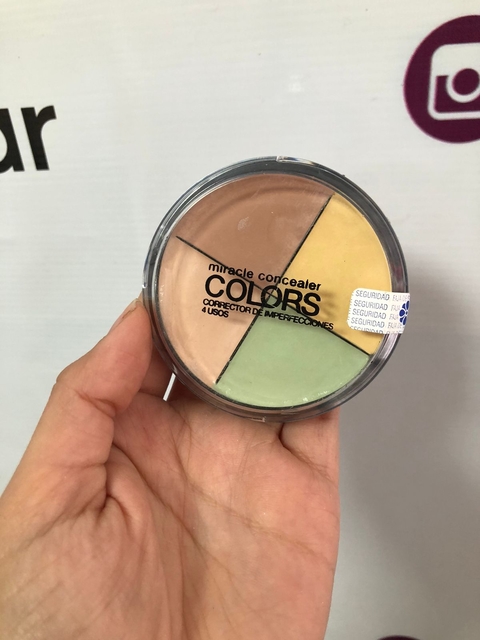 ar
miracle concealer
COLORS
CORRECTOR DE IMPERFECCIONES
4 USOS
SEGURIDAD
SEGURIDAD
SEGURIDAD
SEGURIDAD